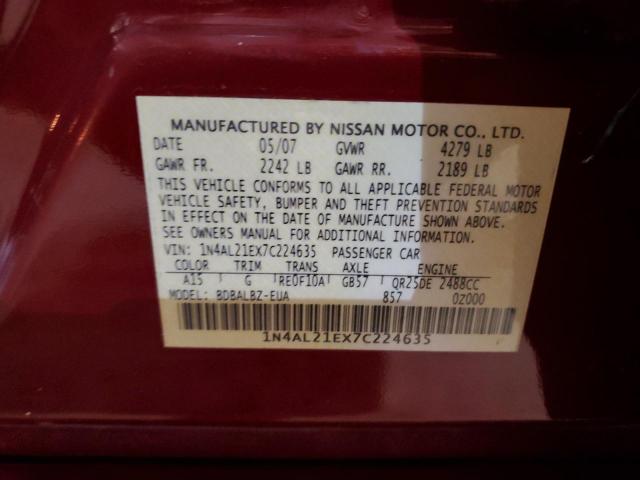 MANUFACTURED BY NISSAN MOTOR CO., LTD.
DATE 05/07 GVWR 4279 LB
GAWR FR. 2242 LB GAWR RR. 2189 LB
THIS VEHICLE CONFORMS TO ALL APPLICABLE FEDERAL MOTOR
VEHICLE SAFETY, BUMPER AND THEFT PREVENTION STANDARDS
IN EFFECT ON THE DATE OF MANUFACTURE SHOWN ABOVE.
SEE OWNERS MANUAL FOR ADDITIONAL INFORMATION.
VIN: 1N4AL21EX7C224635 PASSENGER CAR
COLOR TRIM TRANS AXLE ENGINE
A15 G RE0F10A GB57 QR25DE 2488CC
MODEL: BDBALBZ-EUA 857 0Z000
1N4AL21EX7C224635